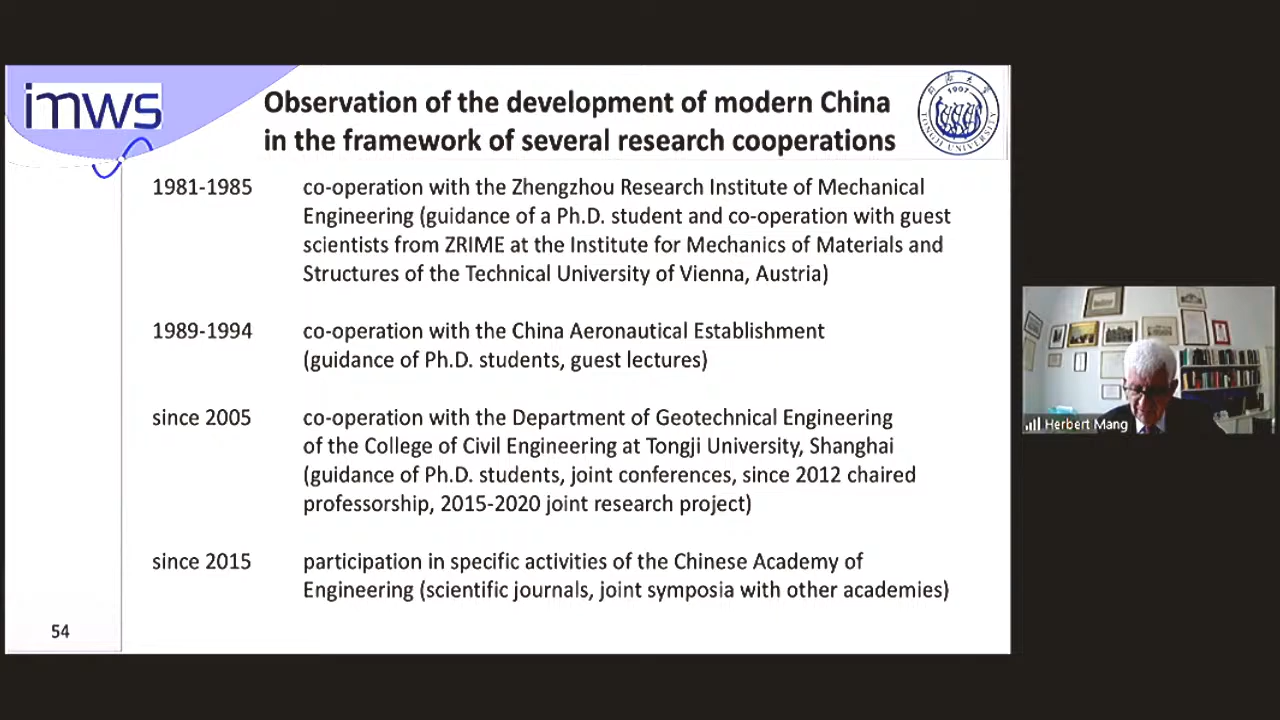 imws
Observation of the development of modern China
in the framework of several research cooperations
1907
TONGJI UNIVERSITY
1981-1985 co-operation with the Zhengzhou Research Institute of Mechanical
Engineering (guidance of a Ph.D. student and co-operation with guest
scientists from ZRIME at the Institute for Mechanics of Materials and
Structures of the Technical University of Vienna, Austria)
1989-1994 co-operation with the China Aeronautical Establishment
(guidance of Ph.D. students, guest lectures)
since 2005 co-operation with the Department of Geotechnical Engineering
of the College of Civil Engineering at Tongji University, Shanghai
(guidance of Ph.D. students, joint conferences, since 2012 chaired
professorship, 2015-2020 joint research project)
since 2015 participation in specific activities of the Chinese Academy of
Engineering (scientific journals, joint symposia with other academies)
54
Herbert Mang